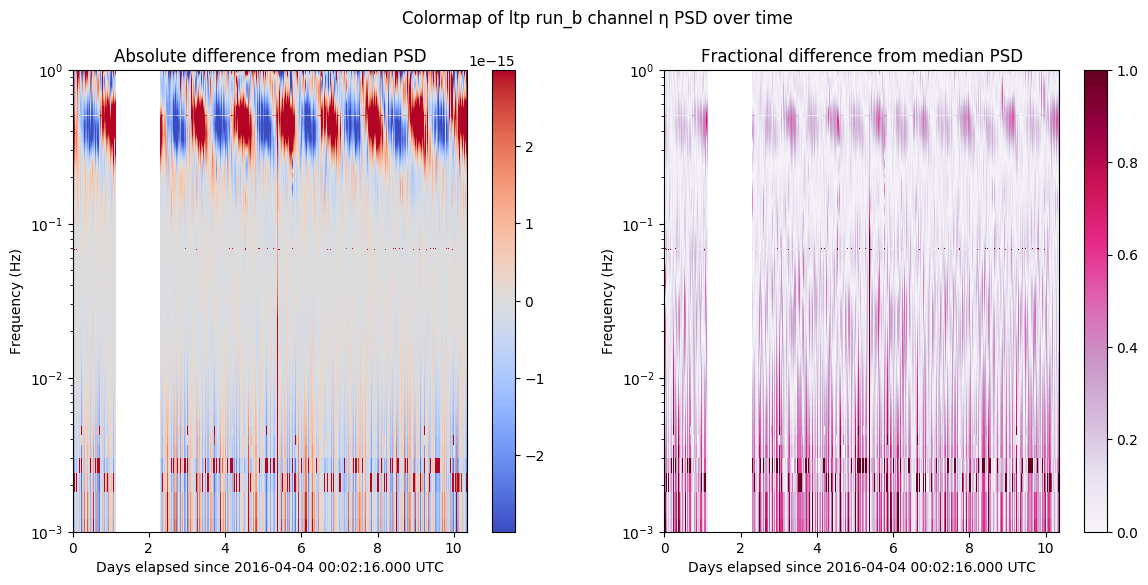 Colormap of ltp run_b channel η PSD over time
Absolute difference from median PSD
1e−15
Frequency (Hz)
10⁰
10⁻¹
10⁻²
10⁻³
0 2 4 6 8 10
Days elapsed since 2016-04-04 00:02:16.000 UTC
2
1
0
−1
−2
Fractional difference from median PSD
Frequency (Hz)
10⁰
10⁻¹
10⁻²
10⁻³
0 2 4 6 8 10
Days elapsed since 2016-04-04 00:02:16.000 UTC
1.0
0.8
0.6
0.4
0.2
0.0